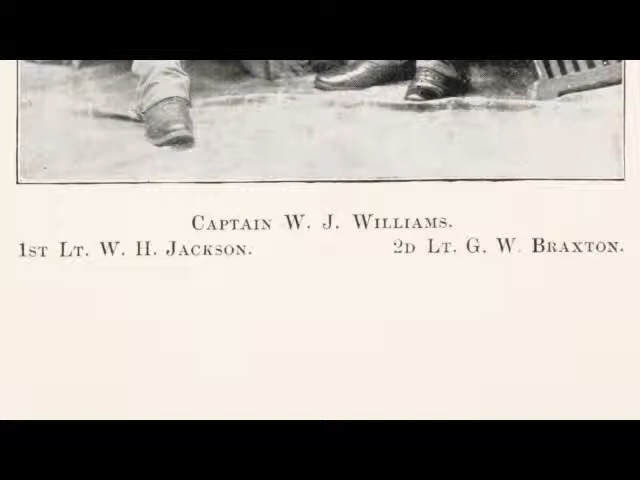 CAPTAIN W. J. WILLIAMS.
1ST LT. W. H. JACKSON. 2D LT. G. W. BRAXTON.